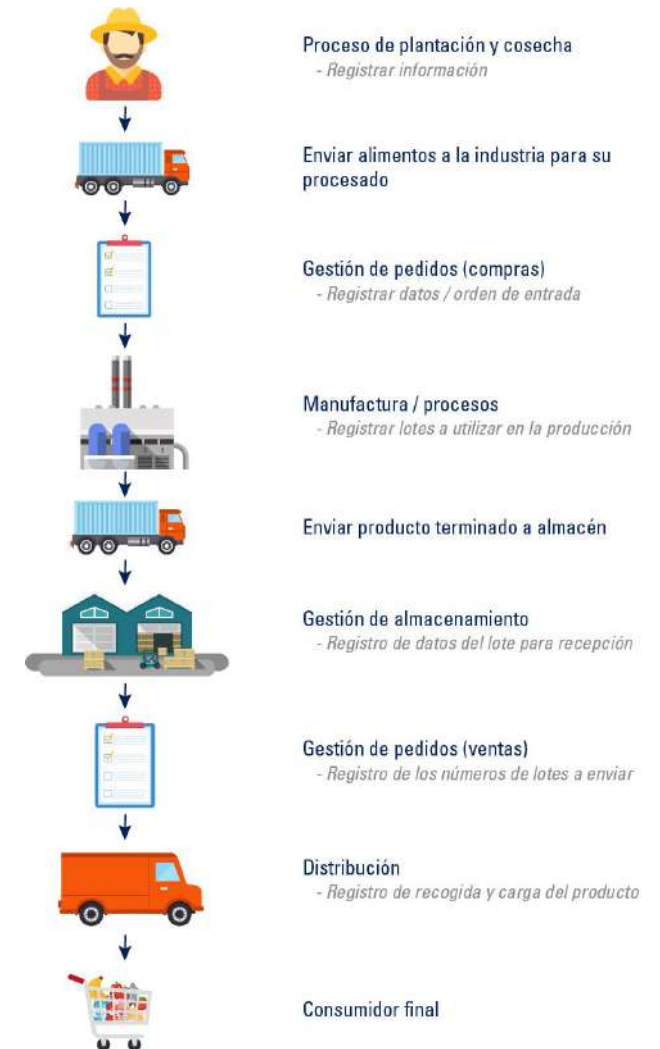 Proceso de plantación y cosecha
- Registrar información
Enviar alimentos a la industria para su
procesado
Gestión de pedidos (compras)
- Registrar datos / orden de entrada
Manufactura / procesos
- Registrar lotes a utilizar en la producción
Enviar producto terminado a almacén
Gestión de almacenamiento
- Registro de datos del lote para recepción
Gestión de pedidos (ventas)
- Registro de los números de lotes a enviar
Distribución
- Registro de recogida y carga del producto
Consumidor final